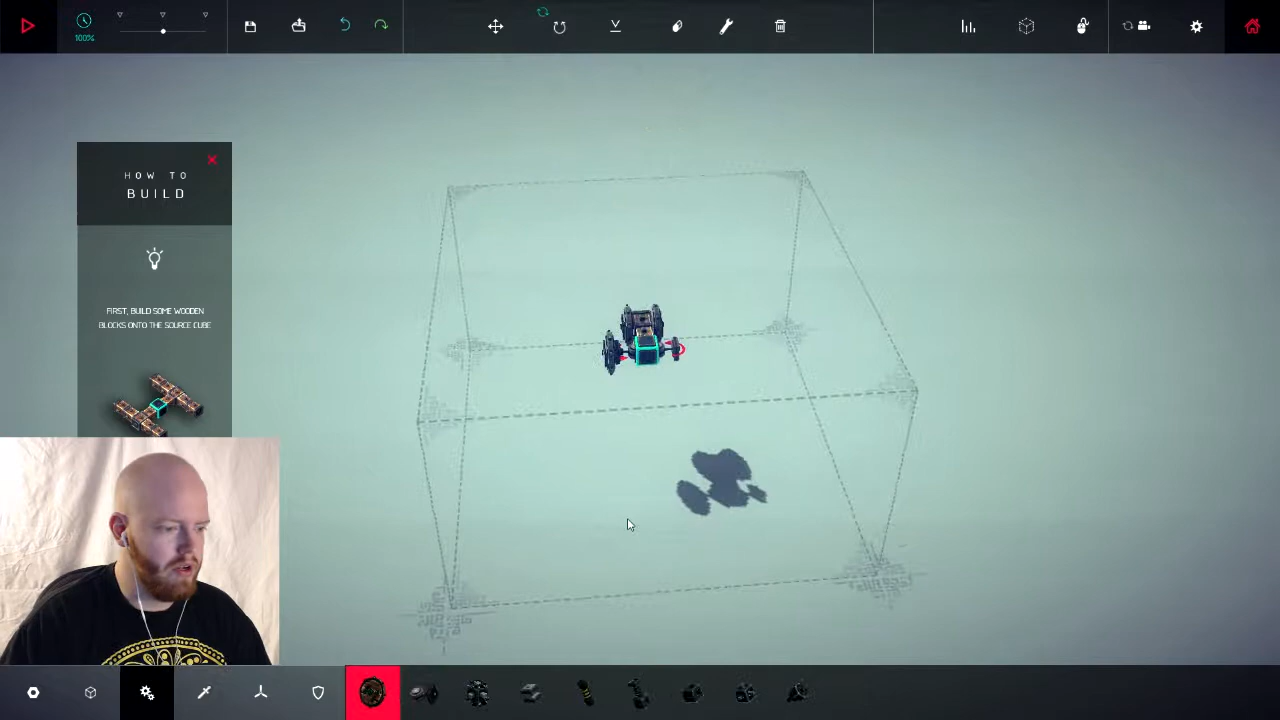 100%
HOW TO
BUILD
FIRST, BUILD SOME WOODEN
BLOCKS ONTO THE SOURCE CUBE